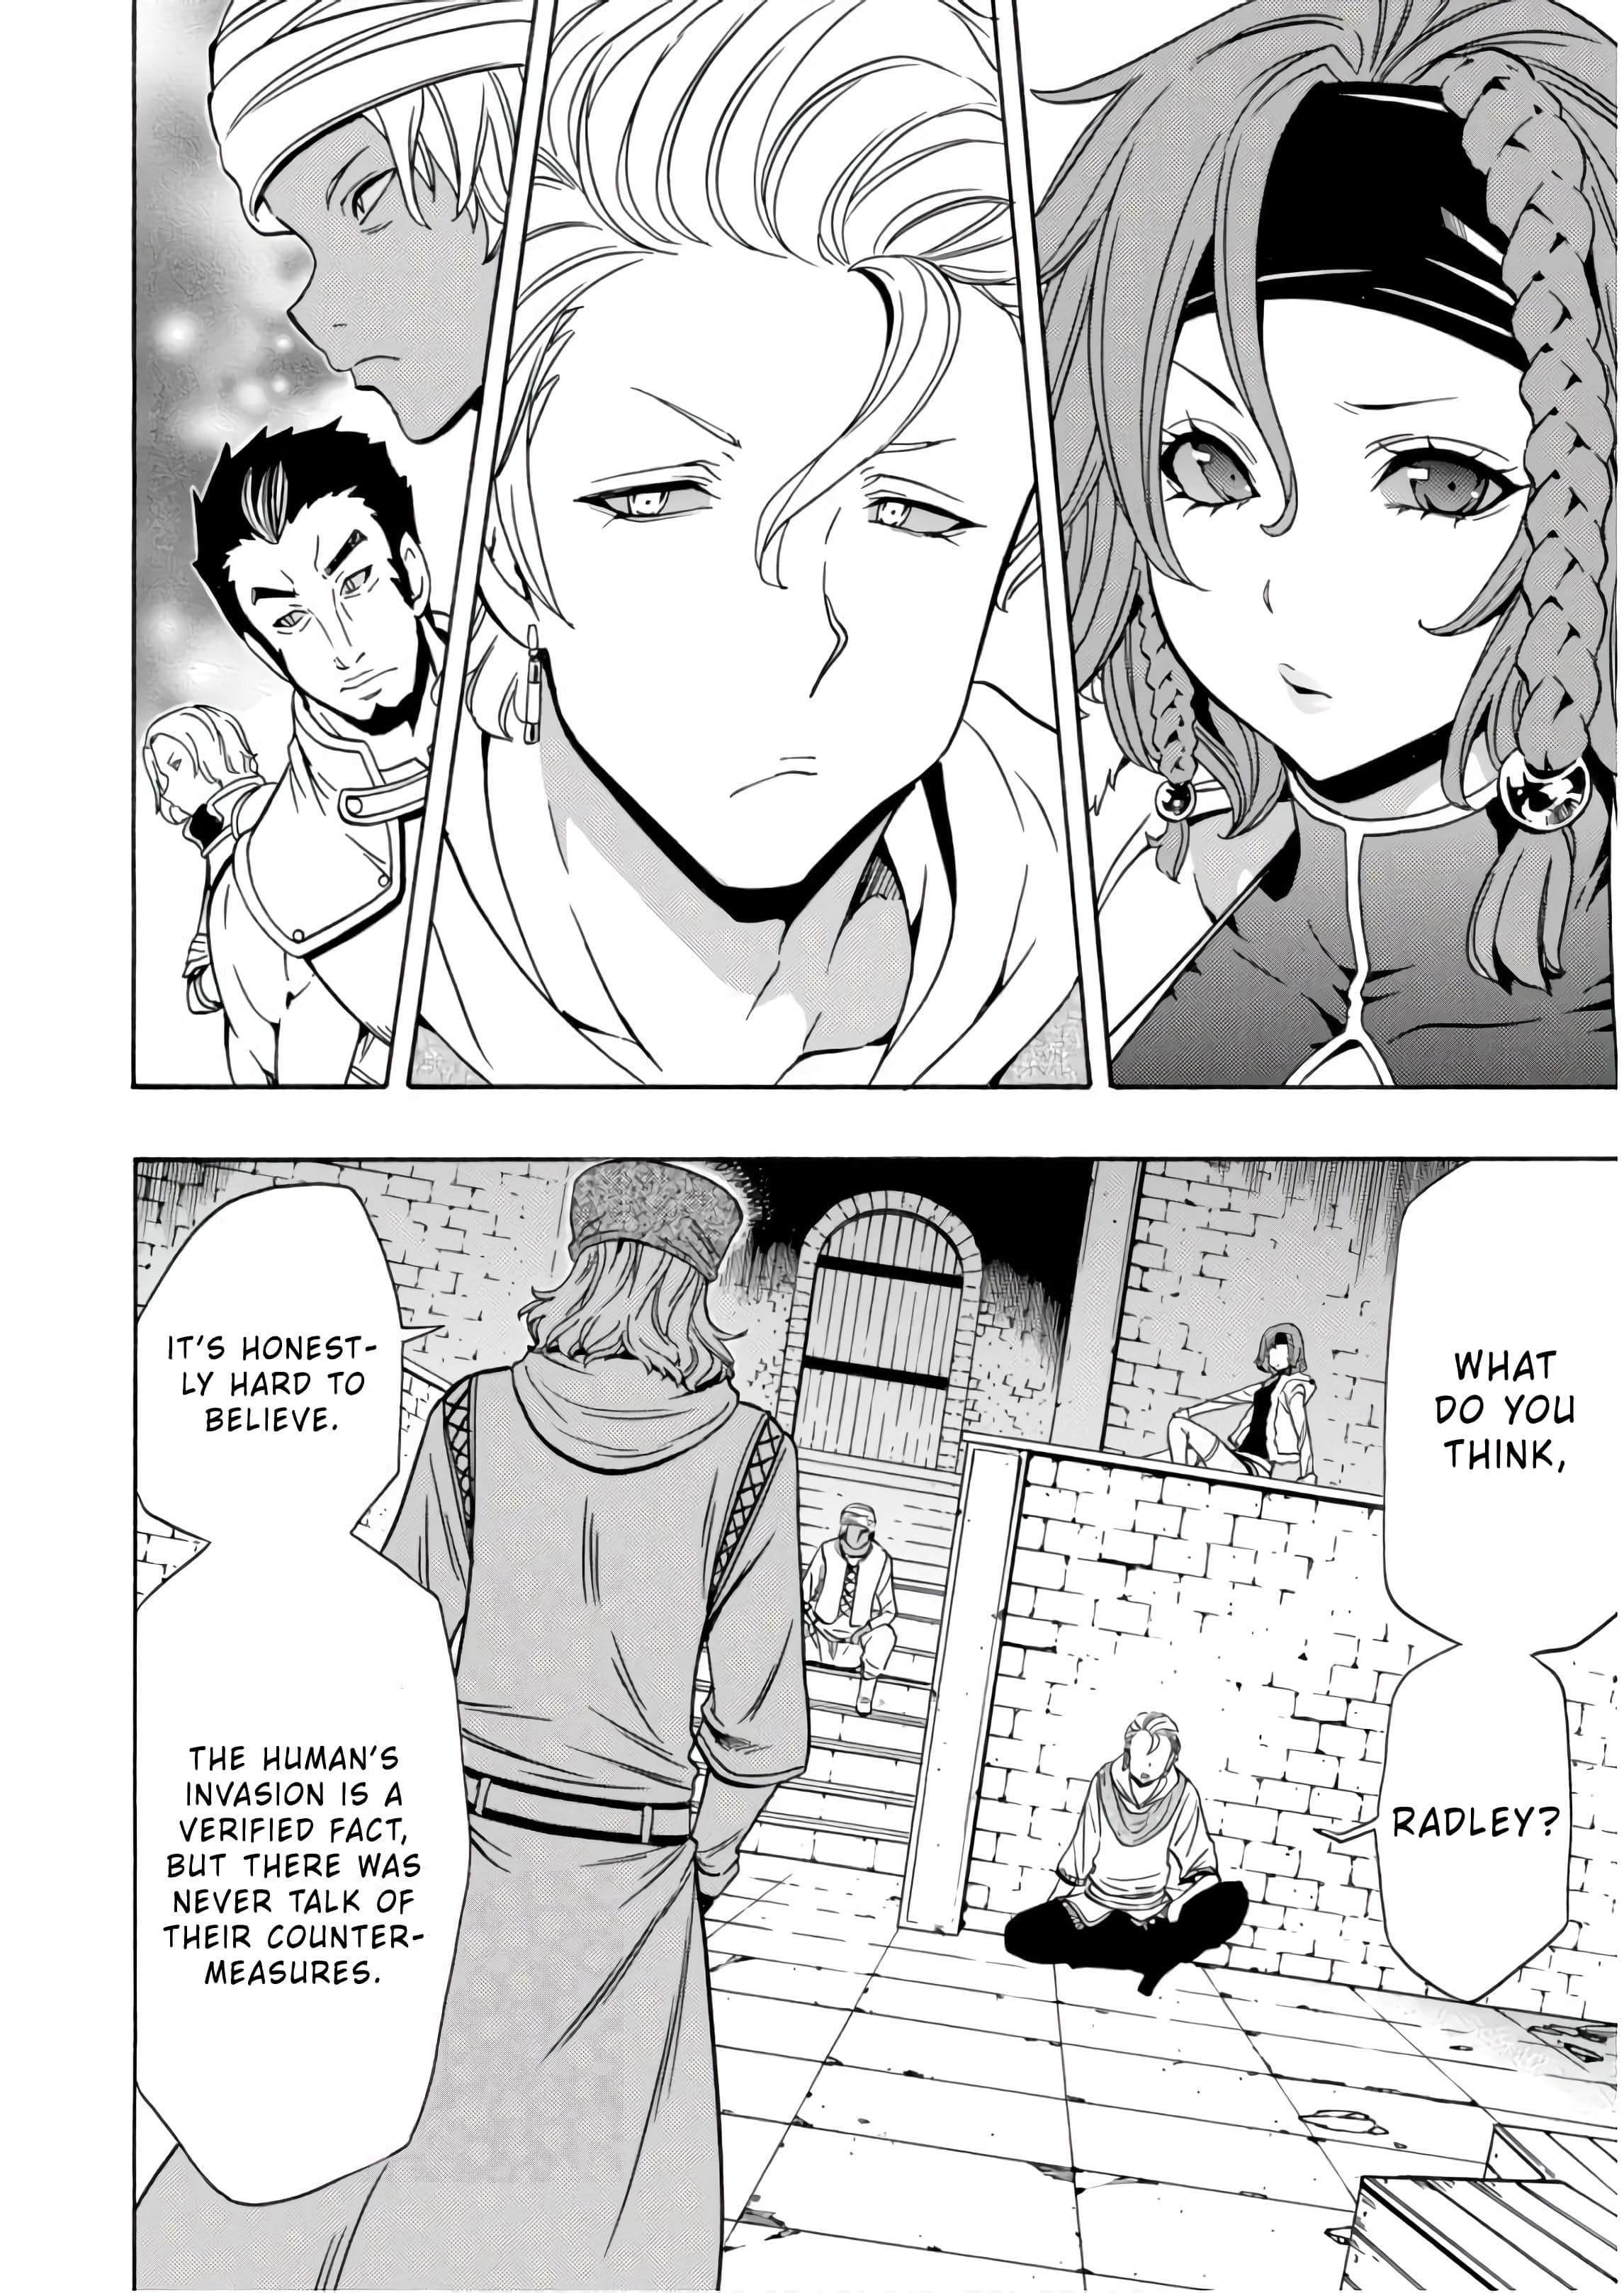 WHAT
DO YOU
THINK,
RADLEY?
IT'S HONEST-
LY HARD TO
BELIEVE.
THE HUMAN'S
INVASION IS A
VERIFIED FACT,
BUT THERE WAS
NEVER TALK OF
THEIR COUNTER-
MEASURES.